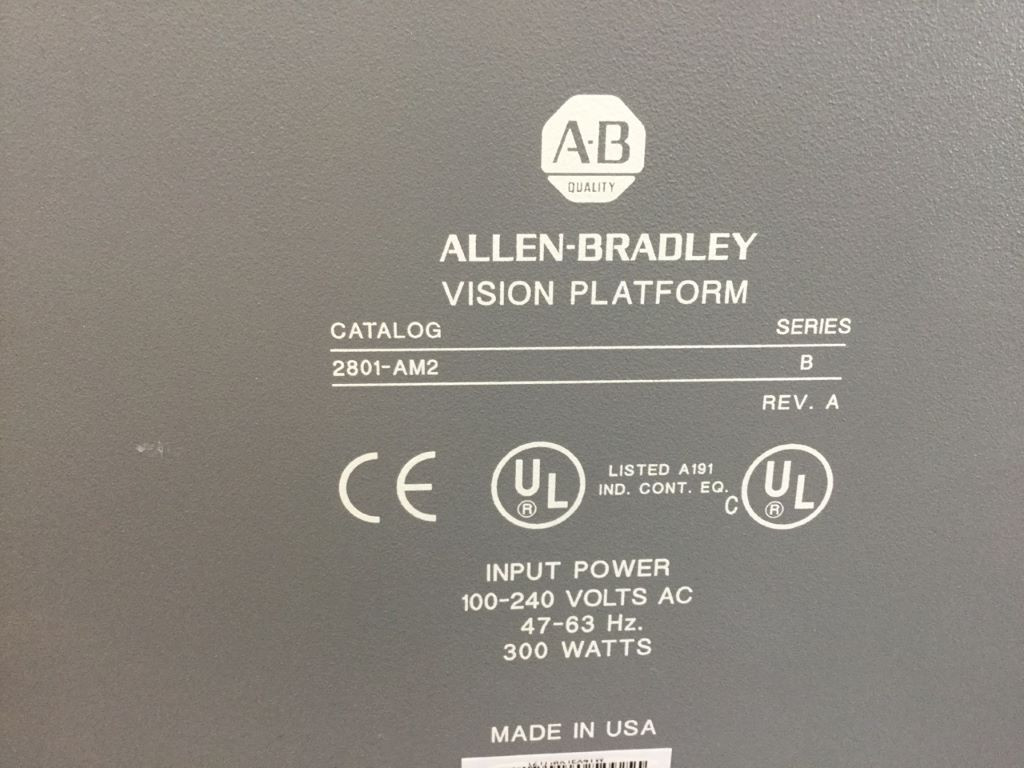 A·B
QUALITY
ALLEN-BRADLEY
VISION PLATFORM
CATALOG SERIES
2801-AM2 B
REV. A
CE UL ® LISTED A191 C UL ®
IND. CONT. EQ.
INPUT POWER
100-240 VOLTS AC
47-63 Hz.
300 WATTS
MADE IN USA